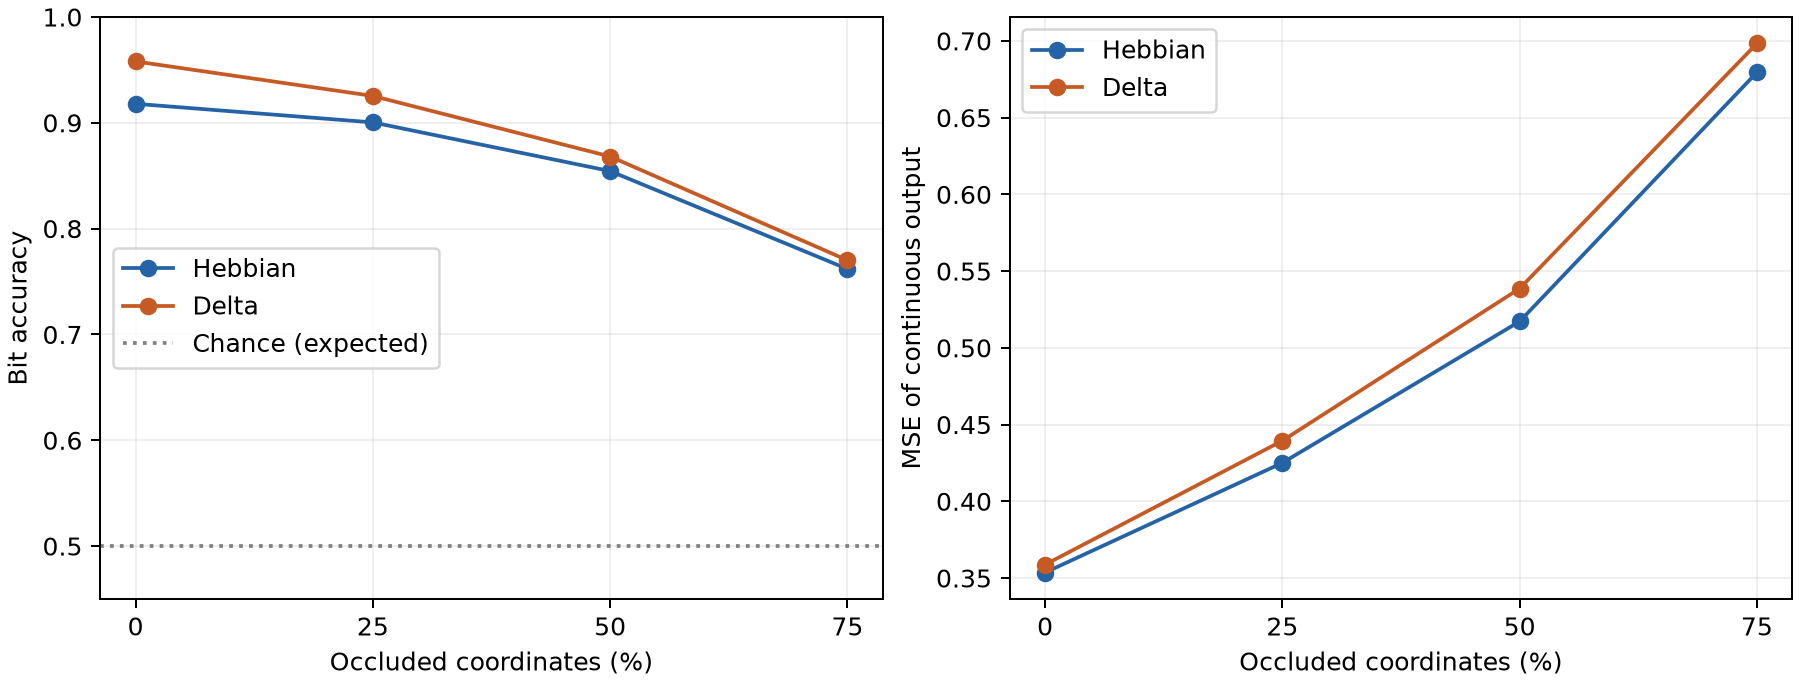 1.0
0.9
0.8
0.7
0.6
0.5
Bit accuracy
Hebbian
Delta
Chance (expected)
0 25 50 75
Occluded coordinates (%)
0.70
0.65
0.60
0.55
0.50
0.45
0.40
0.35
MSE of continuous output
Hebbian
Delta
0 25 50 75
Occluded coordinates (%)